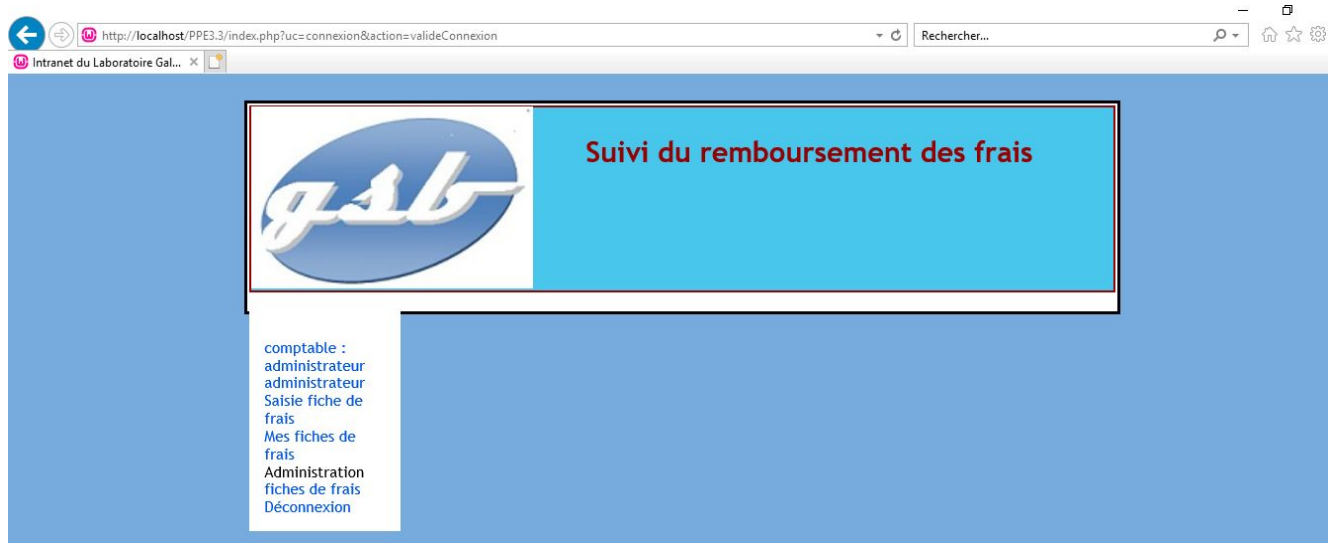 http://localhost/PPE3.3/index.php?uc=connexion&action=valideConnexion
Rechercher...
Intranet du Laboratoire Gal...
gsb
Suivi du remboursement des frais
comptable :
administrateur
administrateur
Saisie fiche de
frais
Mes fiches de
frais
Administration
fiches de frais
Déconnexion